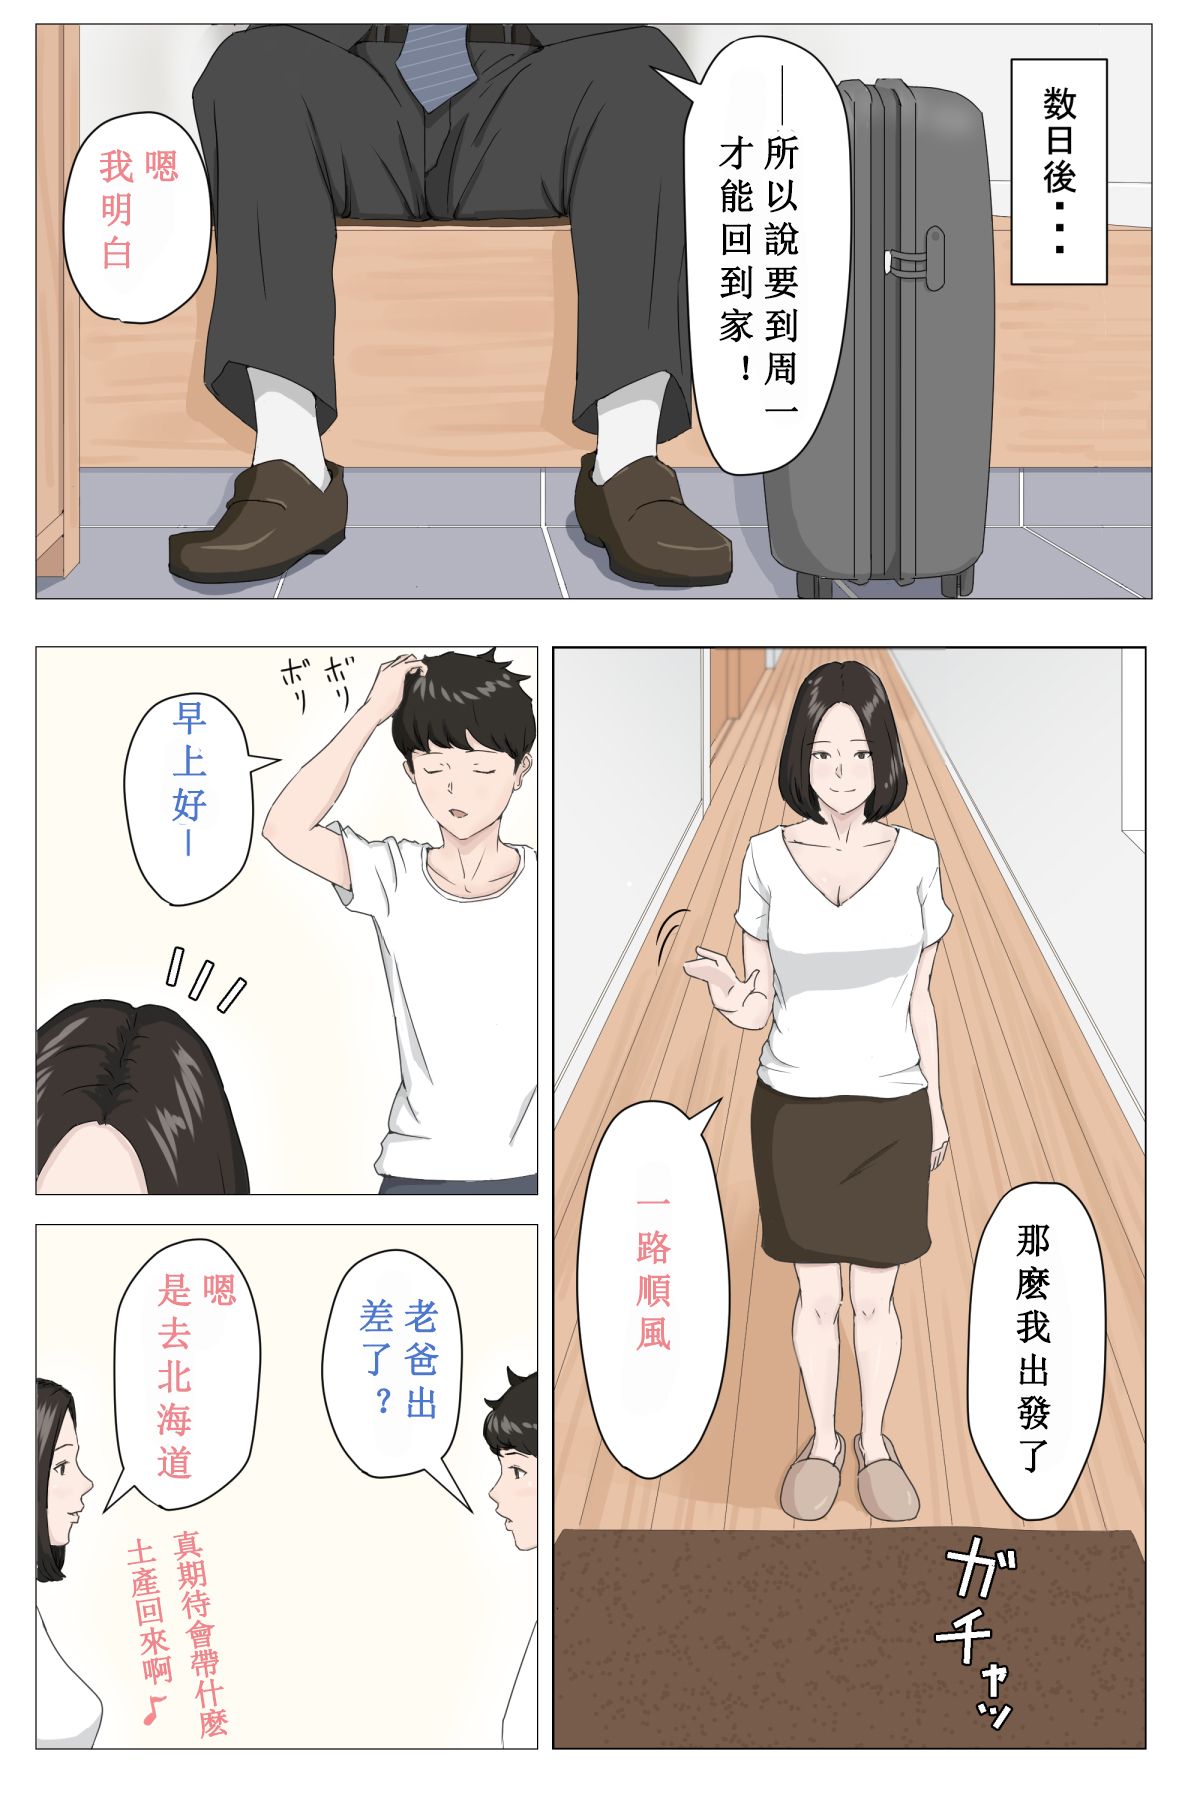 数日後・・・
——所以說要到周一
才能回到家！
嗯
我明白
那麽我出發了
一路順風
ガチャッ
ボリ
ボリ
早上好—
老爸出
差了？
嗯
是去北海道
真期待會帶什麽
土產回來啊♪